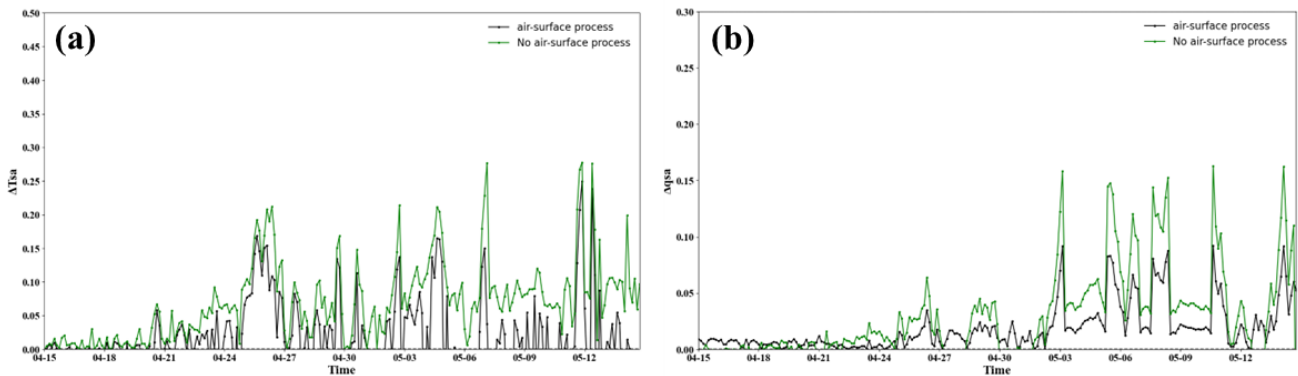 (a)
air-surface process
No air-surface process
0.50
0.45
0.40
0.35
0.30
0.25
0.20
0.15
0.10
0.05
0.00
ΔTsa
04-15 04-18 04-21 04-24 04-27 04-30 05-03 05-06 05-09 05-12
Time
(b)
air-surface process
No air-surface process
0.30
0.25
0.20
0.15
0.10
0.05
0.00
Δqsa
04-15 04-18 04-21 04-24 04-27 04-30 05-03 05-06 05-09 05-12
Time